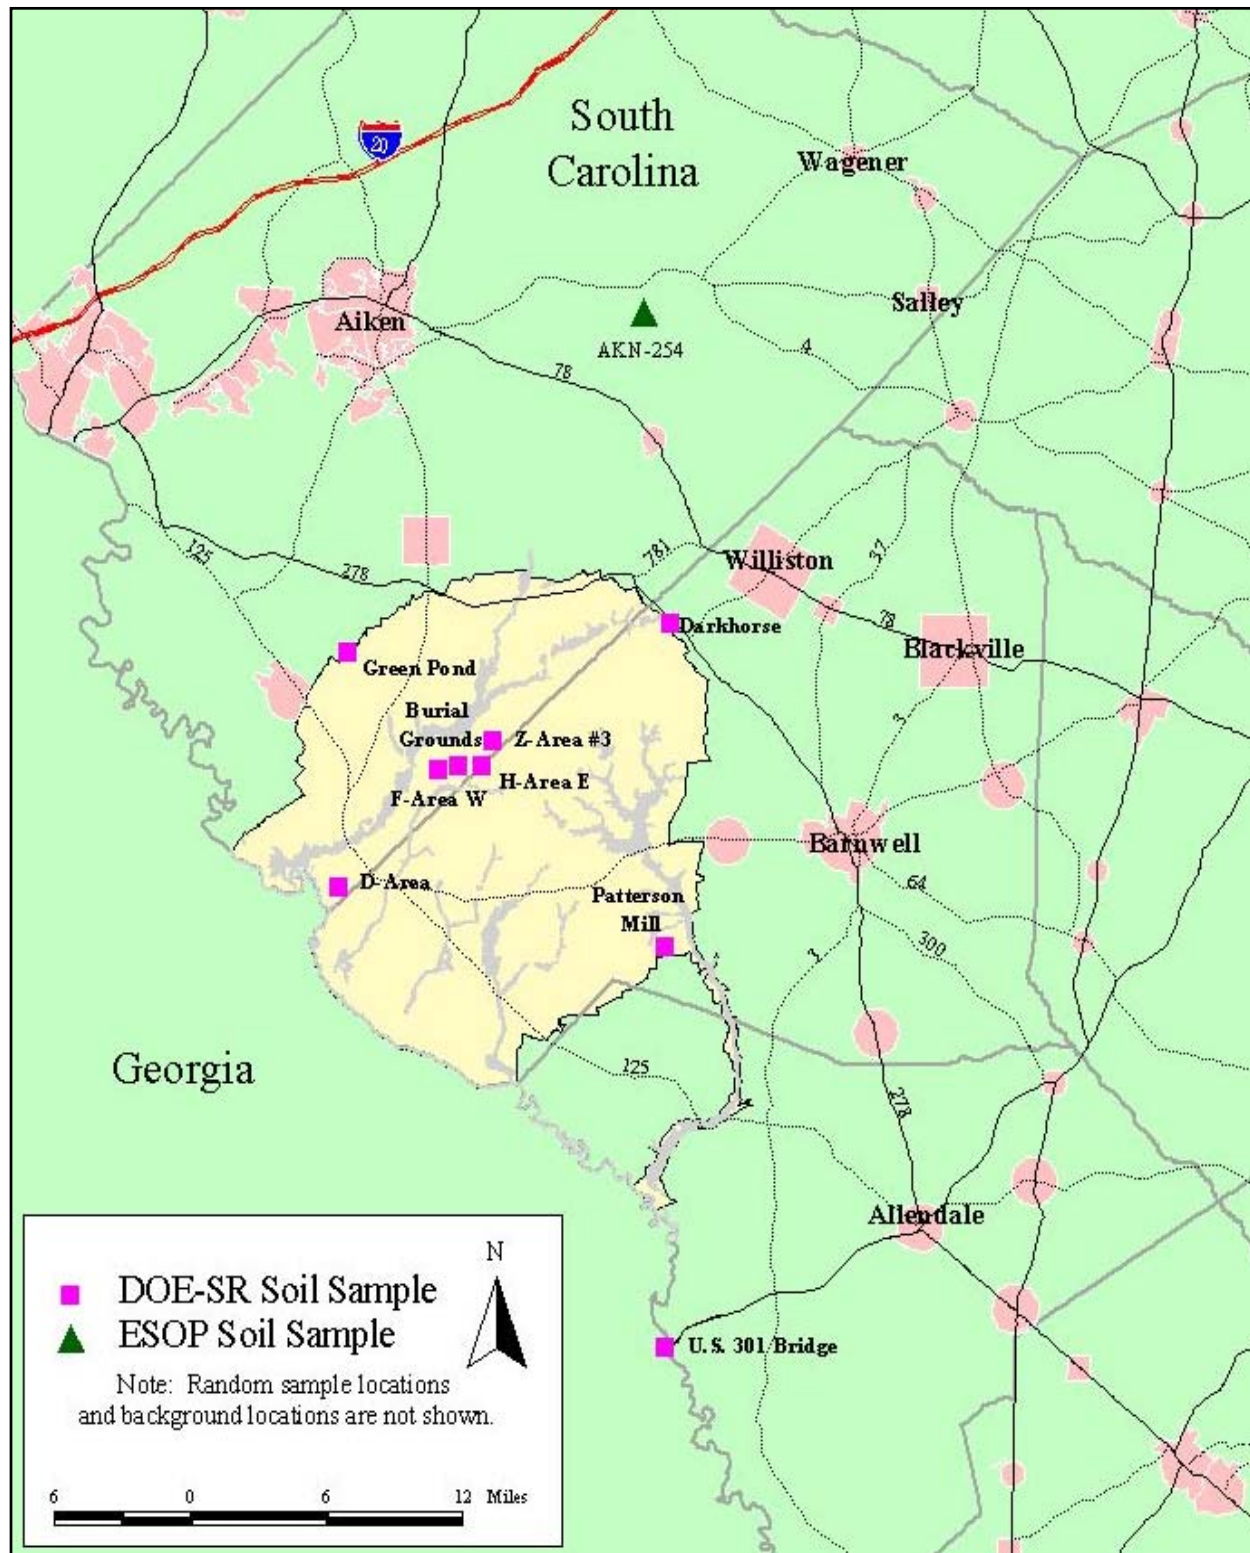 South
Carolina
20
Wagener
Salley
Aiken
AKN-254
4
78
125
278
781
Williston
37
78
Darkhorse
Blackville
Green Pond
Burial
Grounds
Z-Area #3
3
H-Area E
F-Area W
Barnwell
D-Area
64
Patterson
Mill
300
3
Georgia
125
278
Allendale
U.S. 301 Bridge
N
DOE-SR Soil Sample
ESOP Soil Sample
Note: Random sample locations
and background locations are not shown.
6 0 6 12 Miles